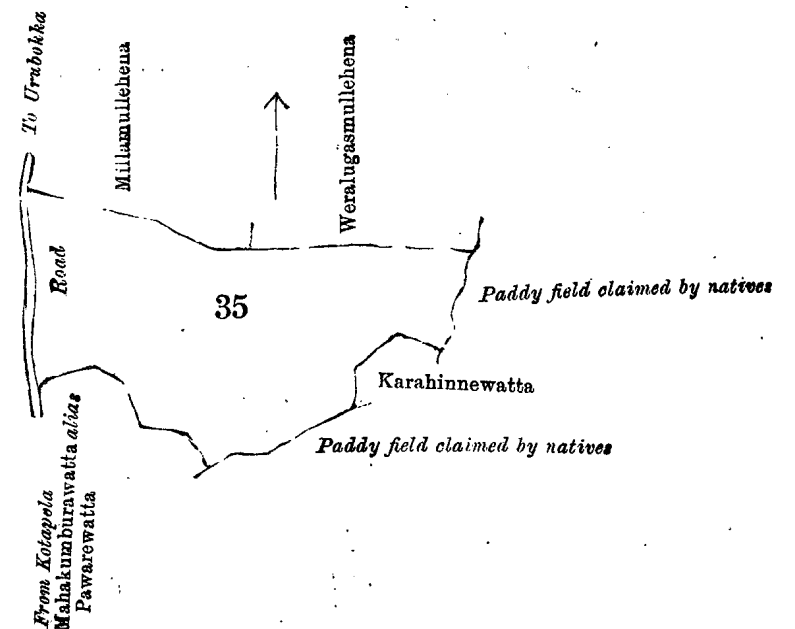 To Urubokka
Millamullehena
Weralugasmullehena
Road
35
Paddy field claimed by natives
Karahinnewatta
Paddy field claimed by natives
From Kotapola
Mahakumburawatta alias
Pawarewatta